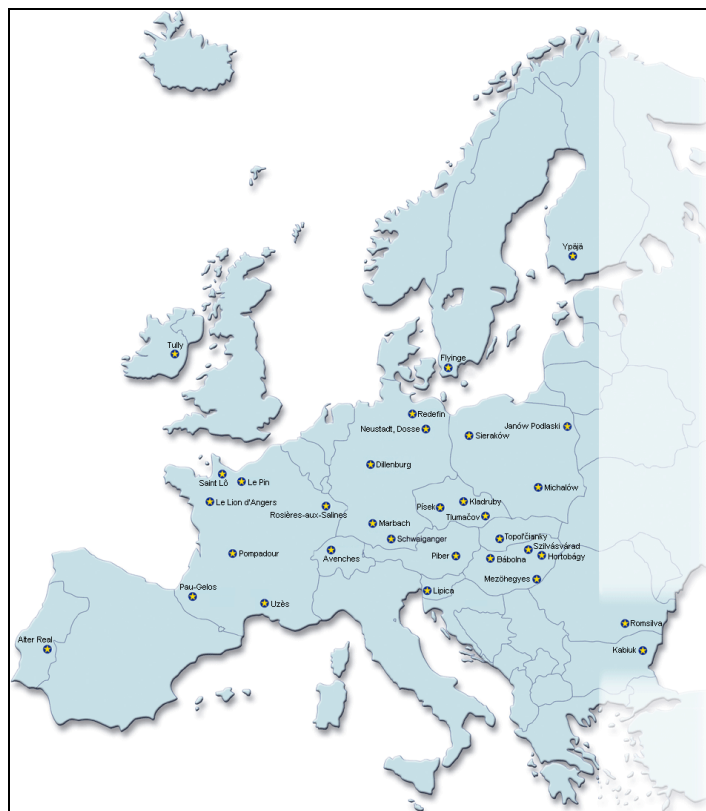 Ypäjä
Tully
Flyinge
Redefin
Neustadt, Dosse
Janów Podlaski
Sieraków
Dillenburg
Saint Lô
Le Pin
Michalów
Le Lion d'Angers
Kladruby
Rosières-aux-Salines
Písek
Tlumačov
Marbach
Schwaiganger
Topoľčianky
Szilvásvárad
Pompadour
Avenches
Piber
Bábolna
Hortobágy
Mezöhegyes
Pau-Gelos
Lipica
Uzès
Romsilva
Alter Real
Kabiuk